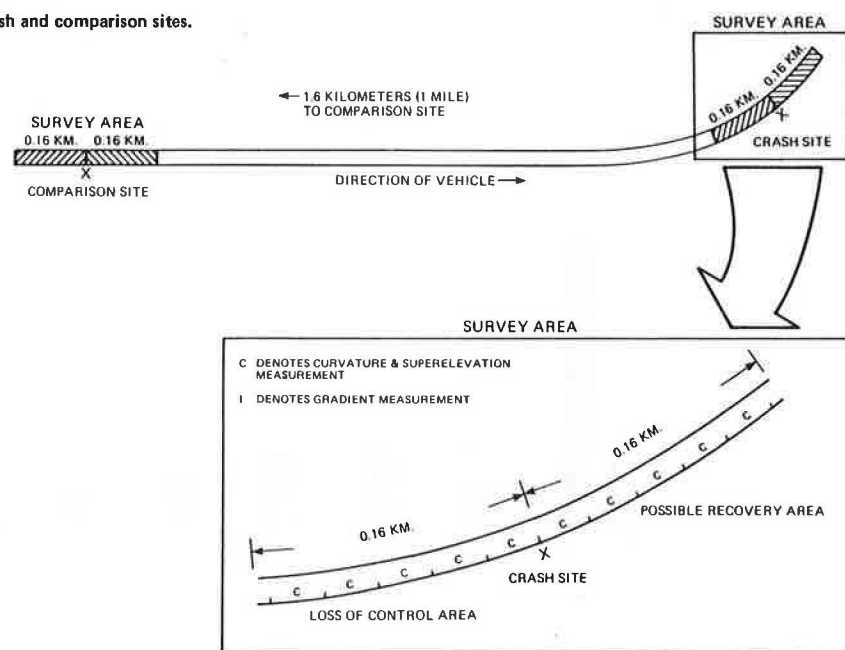 sh and comparison sites.
SURVEY AREA
0.16 KM.
0.16 KM.
CRASH SITE
← 1.6 KILOMETERS (1 MILE)
TO COMPARISON SITE
SURVEY AREA
0.16 KM. 0.16 KM.
X
COMPARISON SITE
DIRECTION OF VEHICLE →
SURVEY AREA
C DENOTES CURVATURE & SUPERELEVATION
MEASUREMENT
I DENOTES GRADIENT MEASUREMENT
0.16 KM.
0.16 KM.
C C C C C C C C C
POSSIBLE RECOVERY AREA
X
CRASH SITE
LOSS OF CONTROL AREA